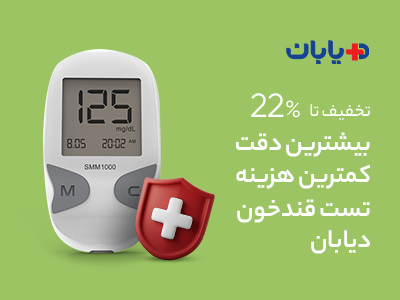 دیابان
تخفیف تا 22%
بیشترین دقت
کمترین هزینه
تست قندخون
دیابان
125
mg/dL
8.05 20:02 AM
SMM1000
M C